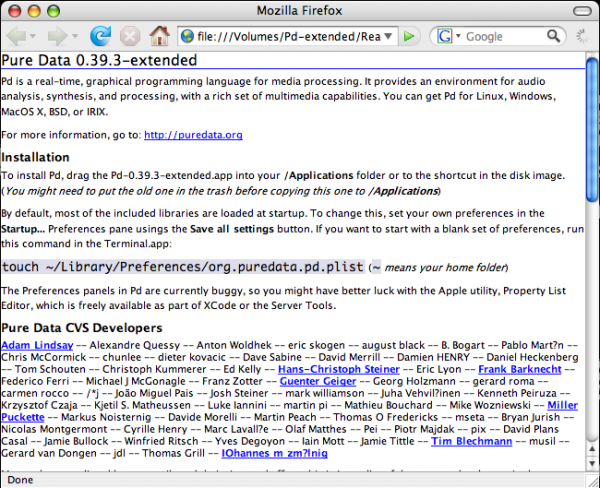 Mozilla Firefox
file:///Volumes/Pd-extended/Rea
Google
Pure Data 0.39.3-extended
Pd is a real-time, graphical programming language for media processing. It provides an environment for audio
analysis, synthesis, and processing, with a rich set of multimedia capabilities. You can get Pd for Linux, Windows,
MacOS X, BSD, or IRIX.
For more information, go to: http://puredata.org
Installation
To install Pd, drag the Pd-0.39.3-extended.app into your /Applications folder or to the shortcut in the disk image.
(You might need to put the old one in the trash before copying this one to /Applications)
By default, most of the included libraries are loaded at startup. To change this, set your own preferences in the
Startup... Preferences pane usings the Save all settings button. If you want to start with a blank set of preferences, run
this command in the Terminal.app:
touch ~/Library/Preferences/org.puredata.pd.plist (~ means your home folder)
The Preferences panels in Pd are currently buggy, so you might have better luck with the Apple utility, Property List
Editor, which is freely available as part of XCode or the Server Tools.
Pure Data CVS Developers
Adam Lindsay -- Alexandre Quessy -- Anton Woldhek -- eric skogen -- august black -- B. Bogart -- Pablo Mart?n --
Chris McCormick -- chunlee -- dieter kovacic -- Dave Sabine -- David Merrill -- Damien HENRY -- Daniel Heckenberg
-- Tom Schouten -- Christoph Kummerer -- Ed Kelly -- Hans-Christoph Steiner -- Eric Lyon -- Frank Barknecht --
Federico Ferri -- Michael J McGonagle -- Franz Zotter -- Guenter Geiger -- Georg Holzmann -- gerard roma --
carmen rocco -- /*j -- João Miguel Pais -- Josh Steiner -- mark williamson -- Juha Vehvil?inen -- Kenneth Peiruza --
Krzysztof Czaja -- Kjetil S. Matheussen -- Luke Iannini -- martin pi -- Mathieu Bouchard -- Mike Wozniewski -- Miller
Puckette -- Markus Noisternig -- Davide Morelli -- Martin Peach -- Thomas O Fredericks -- mseta -- Bryan Jurish --
Nicolas Montgermont -- Cyrille Henry -- Marc Lavall?e -- Olaf Matthes -- Pei -- Piotr Majdak -- pix -- David Plans
Casal -- Jamie Bullock -- Winfried Ritsch -- Yves Degoyon -- Iain Mott -- Jamie Tittle -- Tim Blechmann -- musil --
Gerard van Dongen -- jdl -- Thomas Grill -- IOhannes m zm?lnig
Done